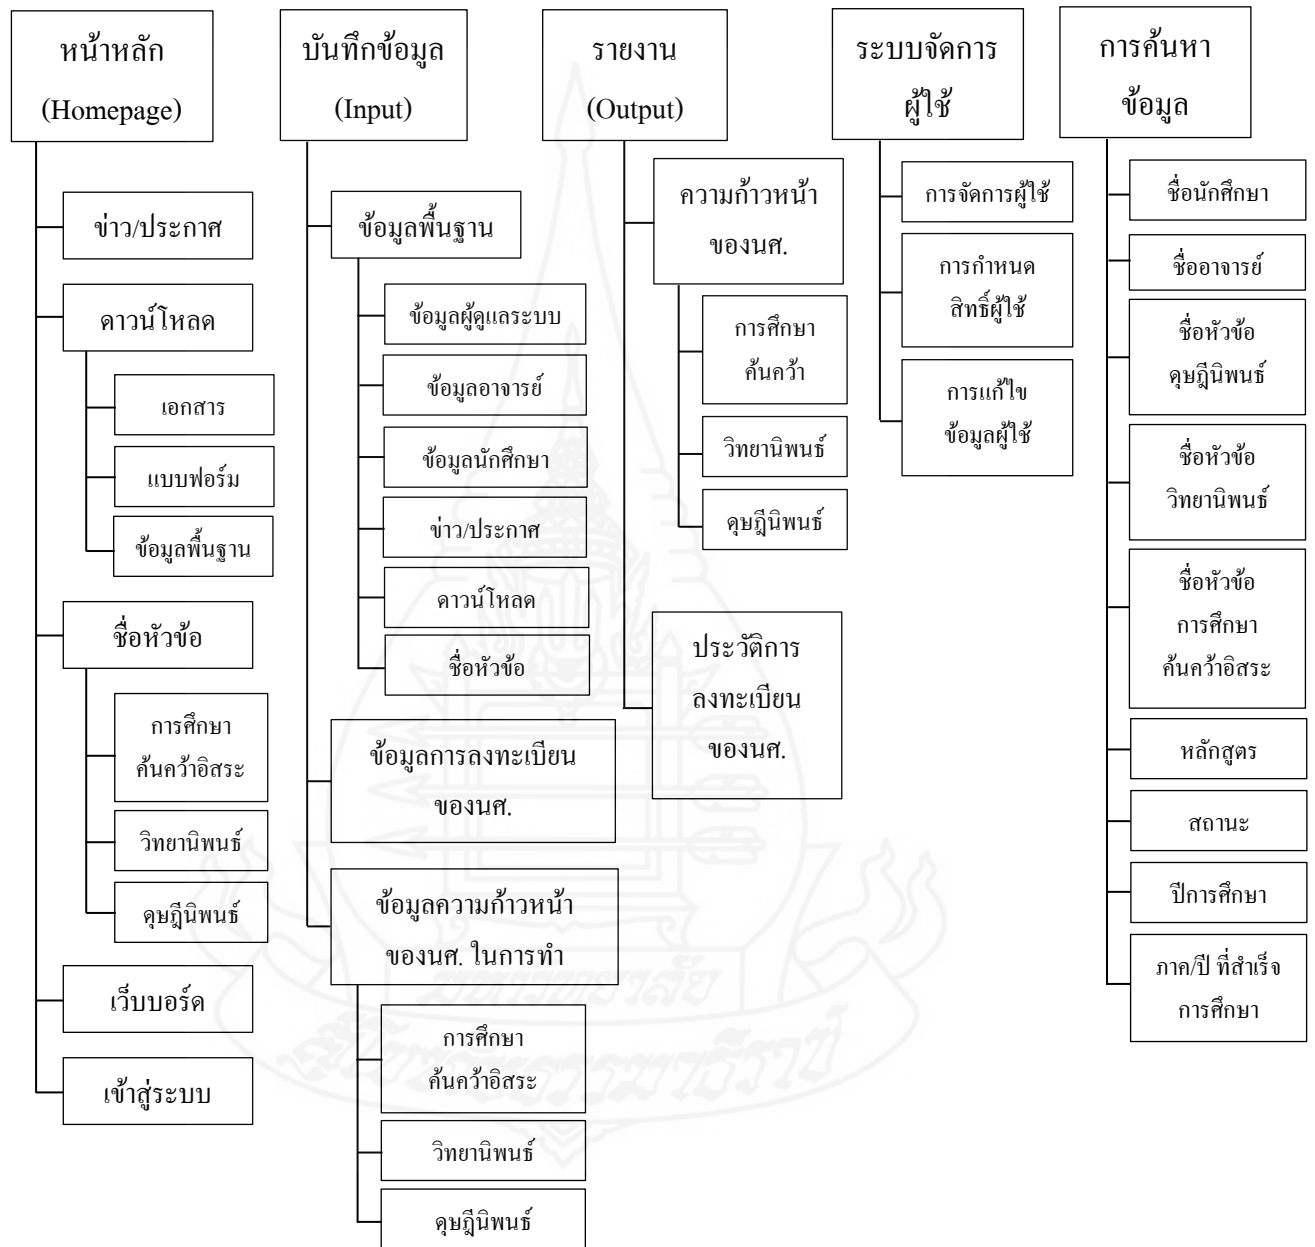 หน้าหลัก
(Homepage)
ข่าว/ประกาศ
ดาวน์โหลด
เอกสาร
แบบฟอร์ม
ข้อมูลพื้นฐาน
ชื่อหัวข้อ
การศึกษา
ค้นคว้าอิสระ
วิทยานิพนธ์
ดุษฎีนิพนธ์
เว็บบอร์ด
เข้าสู่ระบบ
บันทึกข้อมูล
(Input)
ข้อมูลพื้นฐาน
ข้อมูลผู้ดูแลระบบ
ข้อมูลอาจารย์
ข้อมูลนักศึกษา
ข่าว/ประกาศ
ดาวน์โหลด
ชื่อหัวข้อ
ข้อมูลการลงทะเบียน
ของนศ.
ข้อมูลความก้าวหน้า
ของนศ. ในการทำ
การศึกษา
ค้นคว้าอิสระ
วิทยานิพนธ์
ดุษฎีนิพนธ์
รายงาน
(Output)
ความก้าวหน้า
ของนศ.
การศึกษา
ค้นคว้า
วิทยานิพนธ์
ดุษฎีนิพนธ์
ประวัติการ
ลงทะเบียน
ของนศ.
ระบบจัดการ
ผู้ใช้
การจัดการผู้ใช้
การกำหนด
สิทธิ์ผู้ใช้
การแก้ไข
ข้อมูลผู้ใช้
การค้นหา
ข้อมูล
ชื่อนักศึกษา
ชื่ออาจารย์
ชื่อหัวข้อ
ดุษฎีนิพนธ์
ชื่อหัวข้อ
วิทยานิพนธ์
ชื่อหัวข้อ
การศึกษา
ค้นคว้าอิสระ
หลักสูตร
สถานะ
ปีการศึกษา
ภาค/ปี ที่สำเร็จ
การศึกษา
มหาวิทยาลัย
สุโขทัยธรรมาธิราช